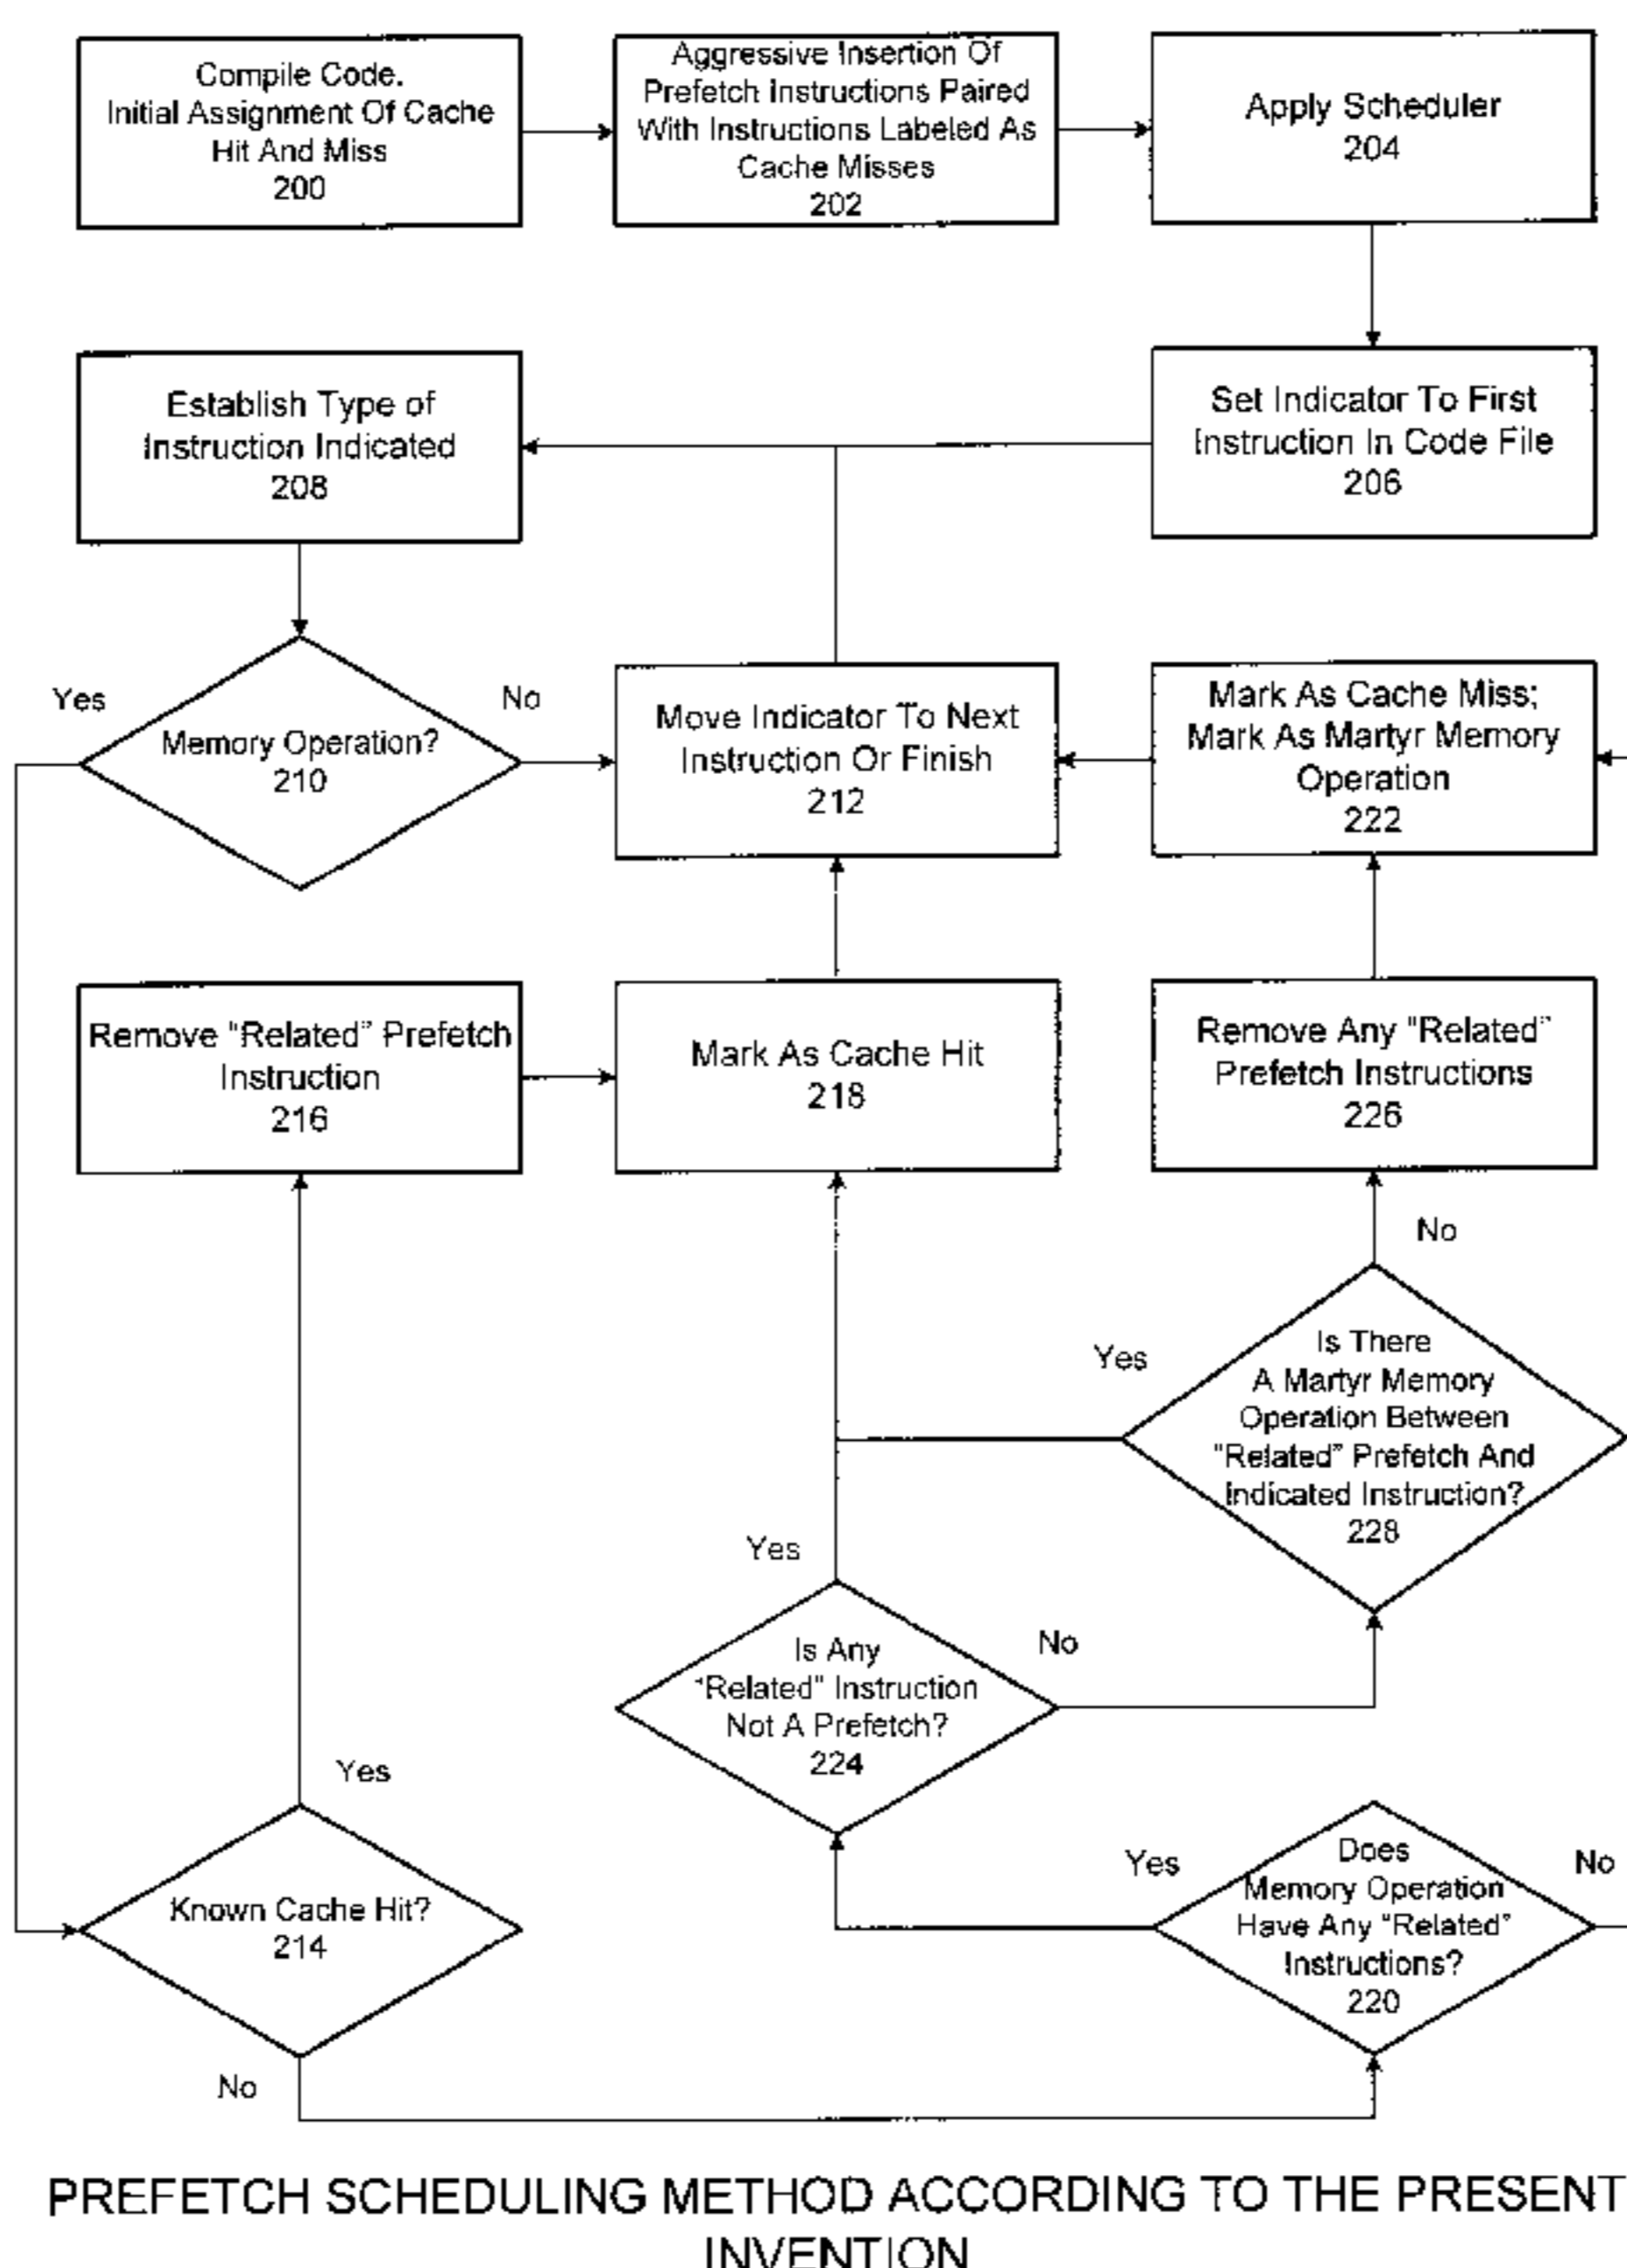 Compile Code.
Initial Assignment Of Cache
Hit And Miss
200
Aggressive Insertion Of
Prefetch Instructions Paired
With Instructions Labeled As
Cache Misses
202
Apply Scheduler
204
Establish Type of
Instruction Indicated
208
Set Indicator To First
Instruction In Code File
206
Yes
Memory Operation?
210
No
Move Indicator To Next
Instruction Or Finish
212
Mark As Cache Miss;
Mark As Martyr Memory
Operation
222
Remove "Related" Prefetch
Instruction
216
Mark As Cache Hit
218
Remove Any "Related"
Prefetch Instructions
226
No
Yes
Is There
A Martyr Memory
Operation Between
"Related" Prefetch And
Indicated Instruction?
228
Yes
Is Any
"Related" Instruction
Not A Prefetch?
224
No
Yes
Known Cache Hit?
214
No
Yes
Does
Memory Operation
Have Any "Related"
Instructions?
220
No
PREFETCH SCHEDULING METHOD ACCORDING TO THE PRESENT
INVENTION